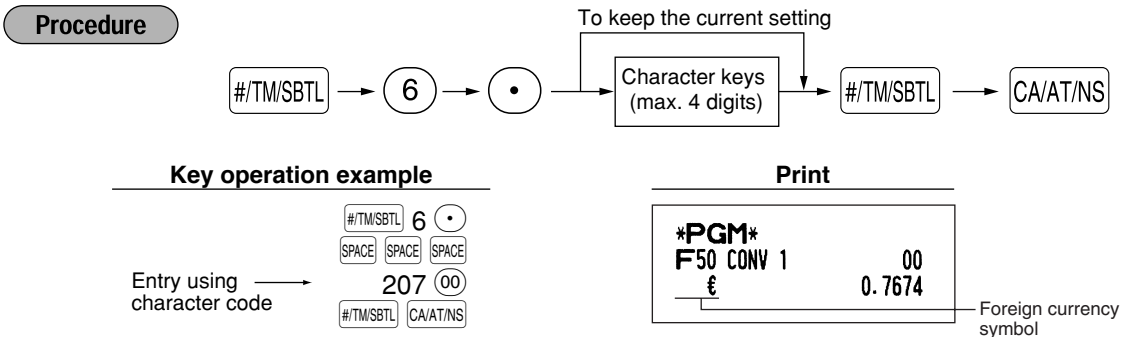 Procedure
To keep the current setting
#/TM/SBTL 6 • Character keys (max. 4 digits) #/TM/SBTL CA/AT/NS
Key operation example
#/TM/SBTL 6 •
SPACE SPACE SPACE
Entry using character code
207 00
#/TM/SBTL CA/AT/NS
Print
*PGM*
F50 CONV 1 00
€ 0.7674
Foreign currency
symbol